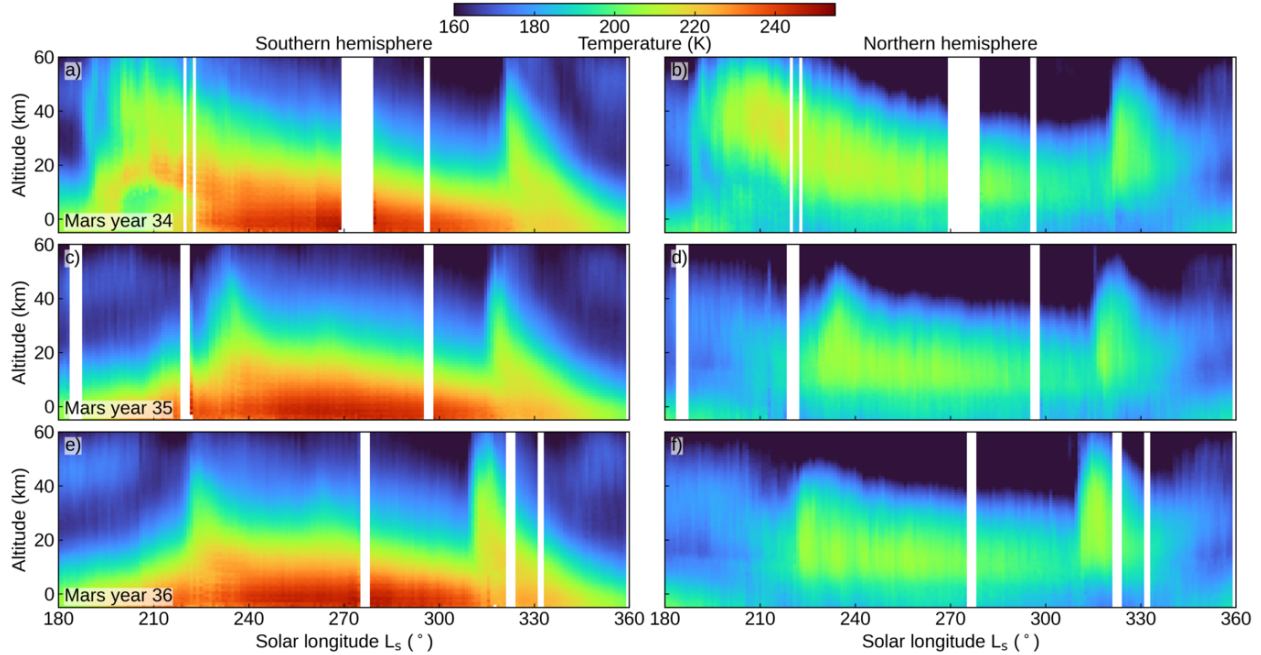 160 180 200 220 240
Southern hemisphere Temperature (K) Northern hemisphere
60
40
20
0
Altitude (km)
a)
Mars year 34
b)
60
40
20
0
Altitude (km)
c)
Mars year 35
d)
60
40
20
0
Altitude (km)
e)
Mars year 36
f)
180 210 240 270 300 330 360
180 210 240 270 300 330 360
Solar longitude Lₛ (°)
Solar longitude Lₛ (°)